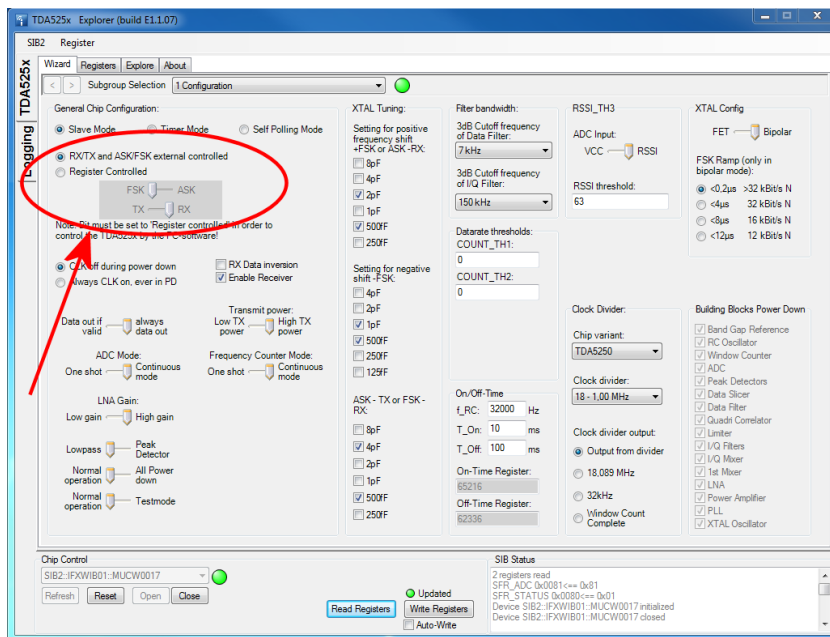 TDA525x Explorer (build E1.1.07)
SIB2 Register
TDA525x
Logging
Wizard Registers Explore About
< > Subgroup Selection 1 Configuration
General Chip Configuration:
Slave Mode Timer Mode Self Polling Mode
RX/TX and ASK/FSK external controlled
Register Controlled
FSK ASK
TX RX
Note: Bit must be set to 'Register controlled' in order to
control the TDA525x by the PC-software!
CLK off during power down
Always CLK on, ever in PD
RX Data inversion
Enable Receiver
Data out if valid
always data out
Transmit power:
Low TX power
High TX power
ADC Mode:
One shot Continuous mode
Frequency Counter Mode:
One shot Continuous mode
LNA Gain:
Low gain High gain
Lowpass Peak Detector
Normal operation All Power down
Normal operation Testmode
XTAL Tuning:
Setting for positive
frequency shift
+FSK or ASK -RX:
8pF
4pF
2pF
1pF
500fF
250fF
Setting for negative
shift -FSK:
4pF
2pF
1pF
500fF
250fF
125fF
ASK - TX or FSK -
RX:
8pF
4pF
2pF
1pF
500fF
250fF
Filter bandwidth:
3dB Cutoff frequency
of Data Filter:
7 kHz
3dB Cutoff frequency
of I/Q Filter:
150 kHz
Datarate thresholds:
COUNT_TH1:
0
COUNT_TH2:
0
On/Off-Time
f_RC: 32000 Hz
T_On: 10 ms
T_Off: 100 ms
On-Time Register:
65216
Off-Time Register:
62336
RSSI_TH3
ADC Input:
VCC RSSI
RSSI threshold:
63
Clock Divider:
Chip variant:
TDA5250
Clock divider:
18 - 1,00 MHz
Clock divider output:
Output from divider
18,089 MHz
32kHz
Window Count
Complete
XTAL Config
FET Bipolar
FSK Ramp (only in
bipolar mode):
<0,2µs >32 kBit/s N
<4µs 32 kBit/s N
<8µs 16 kBit/s N
<12µs 12 kBit/s N
Building Blocks Power Down
Band Gap Reference
RC Oscillator
Window Counter
ADC
Peak Detectors
Data Slicer
Data Filter
Quadri Correlator
Limiter
I/Q Filters
I/Q Mixer
1st Mixer
LNA
Power Amplifier
PLL
XTAL Oscillator
Chip Control
SIB2::IFXWIB01::MUCW0017
Refresh Reset Open Close
Updated
Read Registers Write Registers
Auto-Write
SIB Status
2 registers read
SFR_ADC 0x0081<== 0x81
SFR_STATUS 0x0080<== 0x01
Device SIB2::IFXWIB01::MUCW0017 initialized
Device SIB2::IFXWIB01::MUCW0017 closed